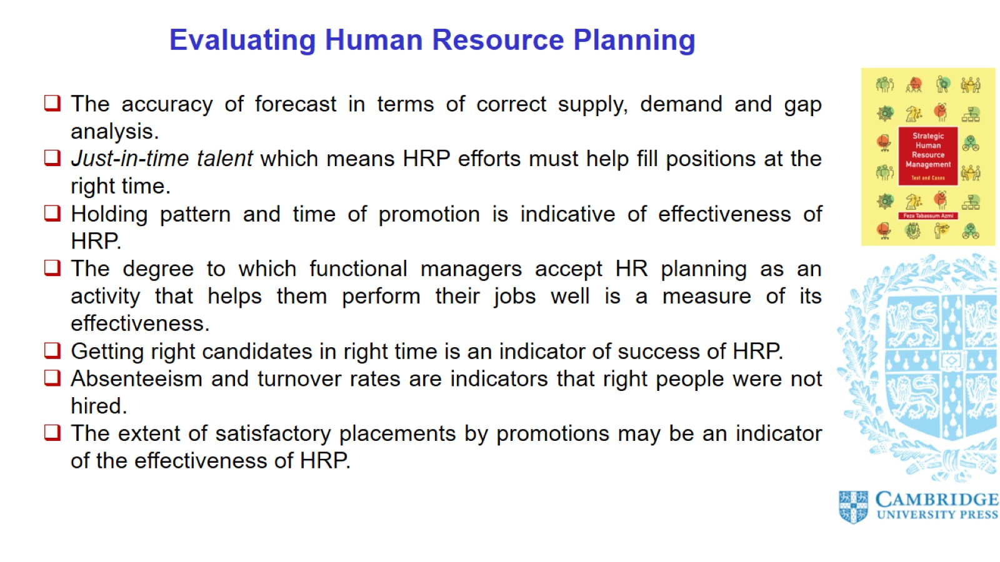 Evaluating Human Resource Planning
❑ The accuracy of forecast in terms of correct supply, demand and gap
analysis.
❑ Just-in-time talent which means HRP efforts must help fill positions at the
right time.
❑ Holding pattern and time of promotion is indicative of effectiveness of
HRP.
❑ The degree to which functional managers accept HR planning as an
activity that helps them perform their jobs well is a measure of its
effectiveness.
❑ Getting right candidates in right time is an indicator of success of HRP.
❑ Absenteeism and turnover rates are indicators that right people were not
hired.
❑ The extent of satisfactory placements by promotions may be an indicator
of the effectiveness of HRP.
Strategic
Human
Resource
Management
Text and Cases
Feza Tabassum Azmi
CAMBRIDGE
UNIVERSITY PRESS